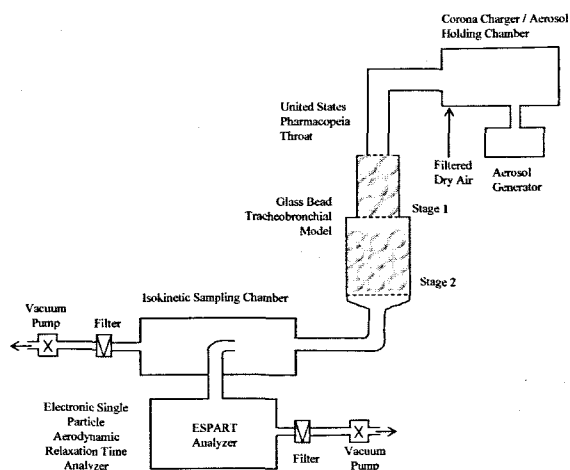 Corona Charger / Aerosol
Holding Chamber
United States
Pharmacopeia
Throat
Filtered
Dry Air
Aerosol
Generator
Glass Bead
Tracheobronchial
Model
Stage 1
Stage 2
Isokinetic Sampling Chamber
Vacuum
Pump
Filter
X
V
Electronic Single
Particle
Aerodynamic
Relaxation Time
Analyzer
ESPART
Analyzer
V
X
Filter
Vacuum
Pump